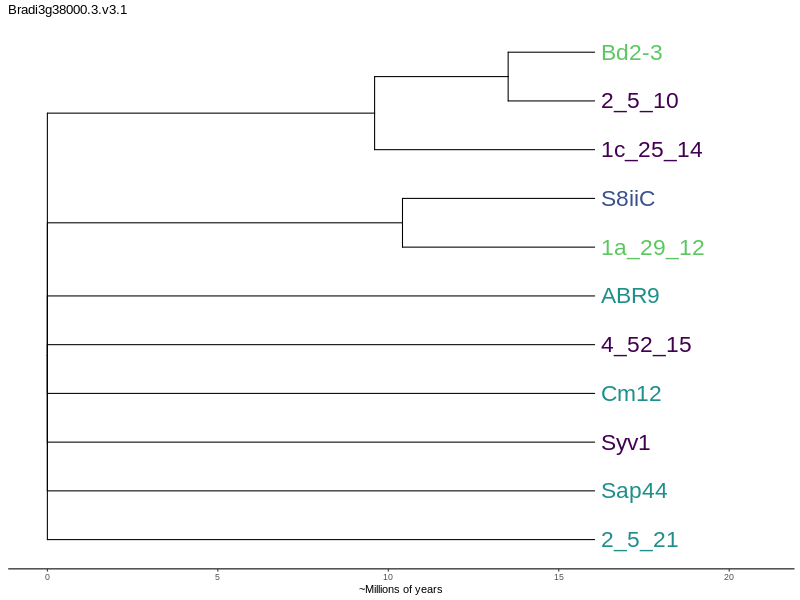 Bradi3g38000.3.v3.1
Bd2-3
2_5_10
1c_25_14
S8iiC
1a_29_12
ABR9
4_52_15
Cm12
Syv1
Sap44
2_5_21
0 5 10 15 20
~Millions of years